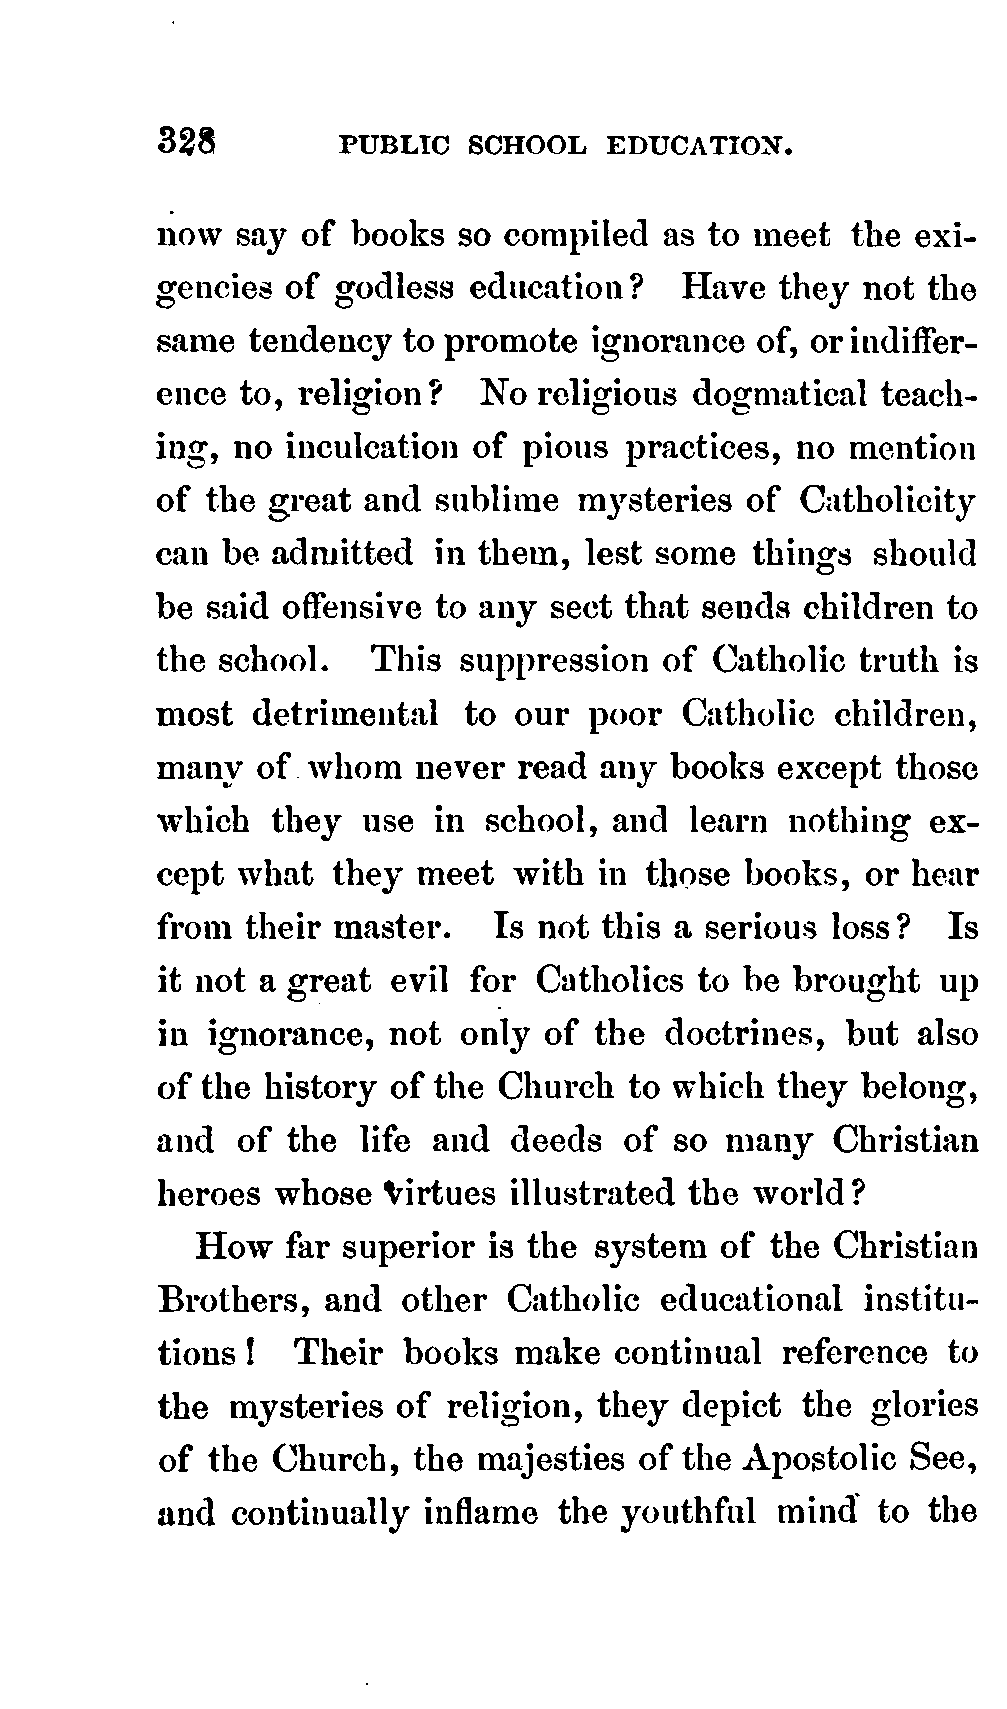 328 PUBLIC SCHOOL EDUCATION.
now say of books so compiled as to meet the exi-
gencies of godless education? Have they not the
same tendency to promote ignorance of, or indiffer-
ence to, religion? No religious dogmatical teach-
ing, no inculcation of pious practices, no mention
of the great and sublime mysteries of Catholicity
can be admitted in them, lest some things should
be said offensive to any sect that sends children to
the school. This suppression of Catholic truth is
most detrimental to our poor Catholic children,
many of whom never read any books except those
which they use in school, and learn nothing ex-
cept what they meet with in those books, or hear
from their master. Is not this a serious loss? Is
it not a great evil for Catholics to be brought up
in ignorance, not only of the doctrines, but also
of the history of the Church to which they belong,
and of the life and deeds of so many Christian
heroes whose virtues illustrated the world?
How far superior is the system of the Christian
Brothers, and other Catholic educational institu-
tions! Their books make continual reference to
the mysteries of religion, they depict the glories
of the Church, the majesties of the Apostolic See,
and continually inflame the youthful mind to the